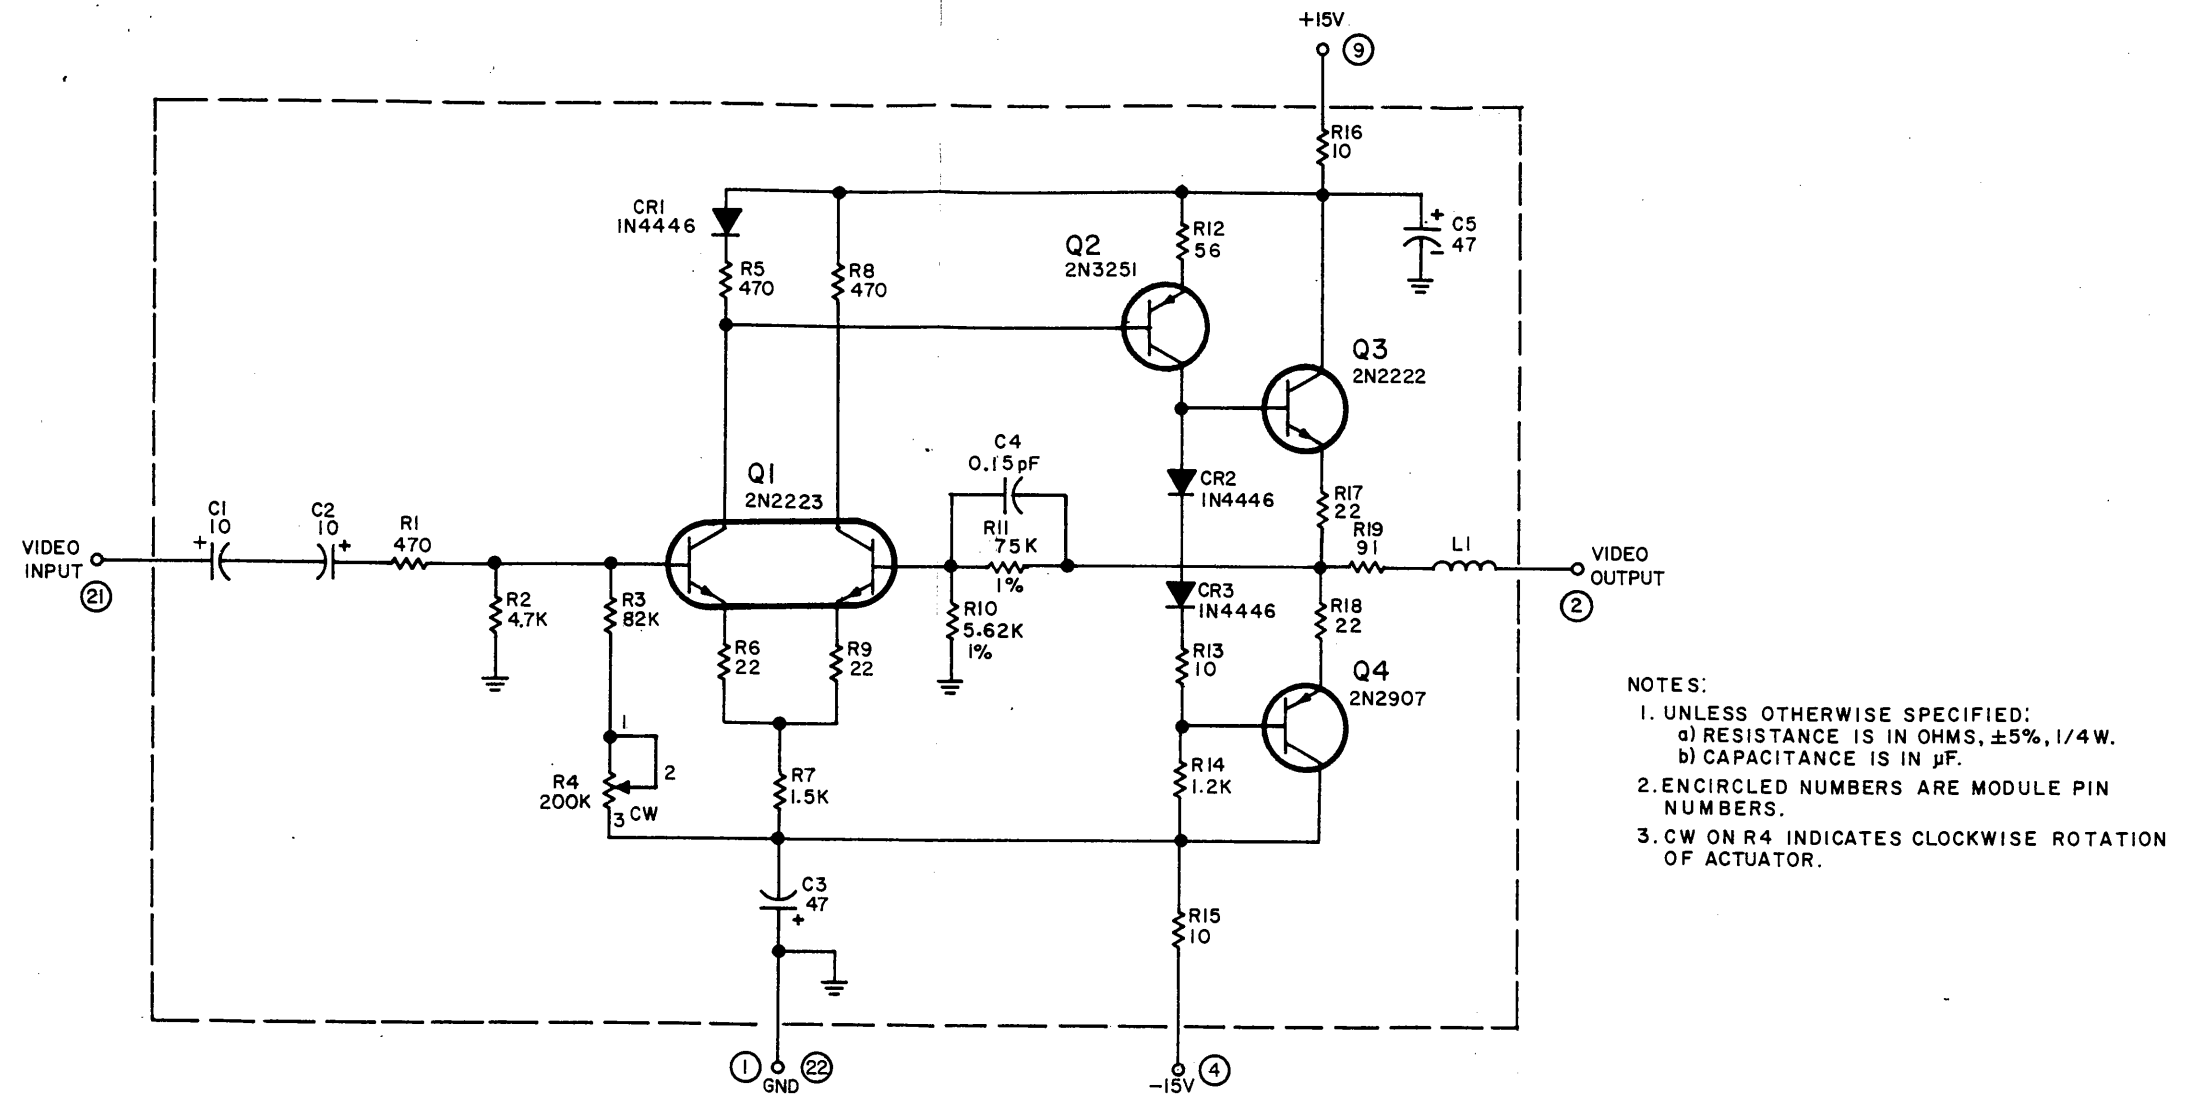 +15V
9
R16
10
CR1
1N4446
R5
470
R8
470
Q2
2N3251
R12
56
+
C5
47
−
Q3
2N2222
C4
0.15pF
Q1
2N2223
CR2
1N4446
R17
22
R19
91
L1
VIDEO
INPUT
21
C1
10
+
C2
10
+
R1
470
R11
75K
1%
VIDEO
OUTPUT
2
R2
4.7K
R3
82K
R10
5.62K
1%
CR3
1N4446
R18
22
R6
22
R9
22
R13
10
Q4
2N2907
1
2
R4
200K
3 CW
R7
1.5K
R14
1.2K
C3
47
+
R15
10
1
22
GND
−15V
4
NOTES:
1. UNLESS OTHERWISE SPECIFIED:
a) RESISTANCE IS IN OHMS, ±5%, 1/4 W.
b) CAPACITANCE IS IN µF.
2. ENCIRCLED NUMBERS ARE MODULE PIN
NUMBERS.
3. CW ON R4 INDICATES CLOCKWISE ROTATION
OF ACTUATOR.